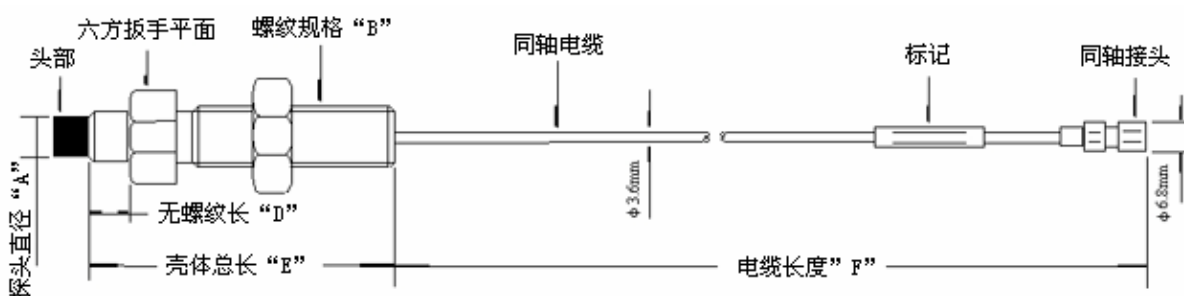 六方扳手平面
螺纹规格“B”
头部
同轴电缆
标记
同轴接头
探头直径“A”
无螺纹长“D”
壳体总长“E”
φ3.6mm
电缆长度”F”
φ6.8mm